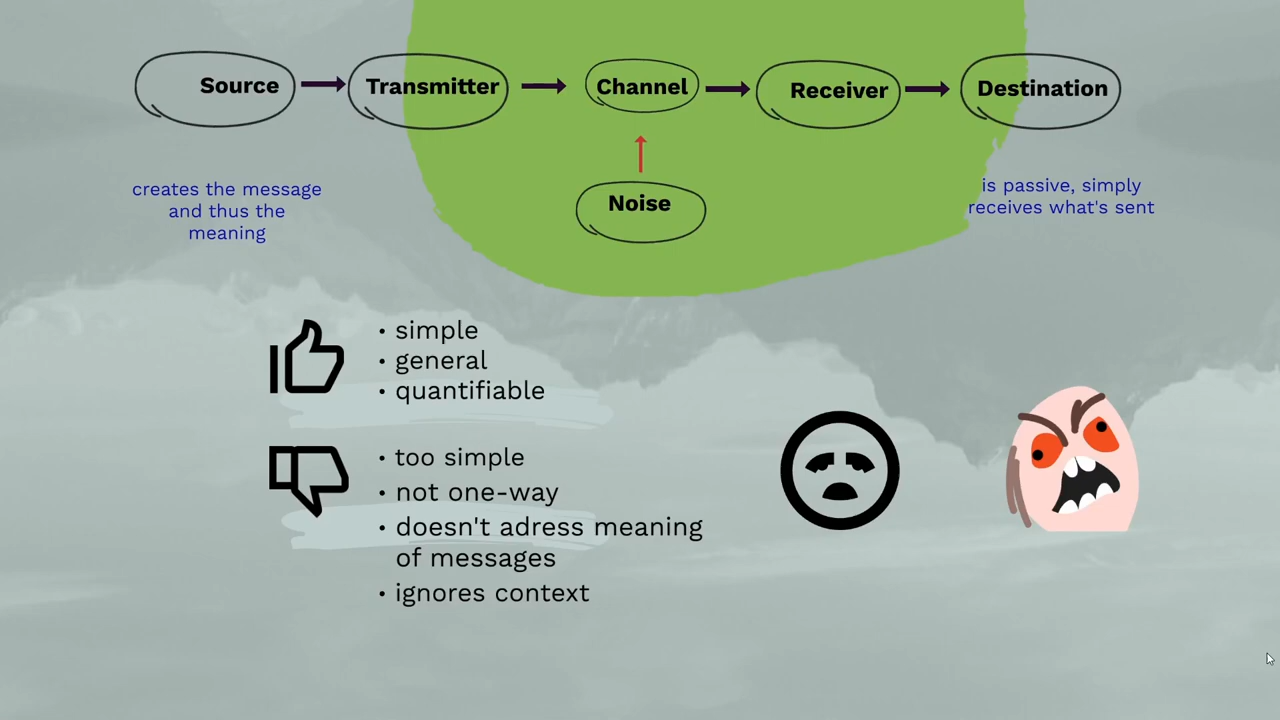 Source Transmitter Channel Receiver Destination
Noise
creates the message
and thus the
meaning
is passive, simply
receives what's sent
• simple
• general
• quantifiable
• too simple
• not one-way
• doesn't adress meaning
of messages
• ignores context